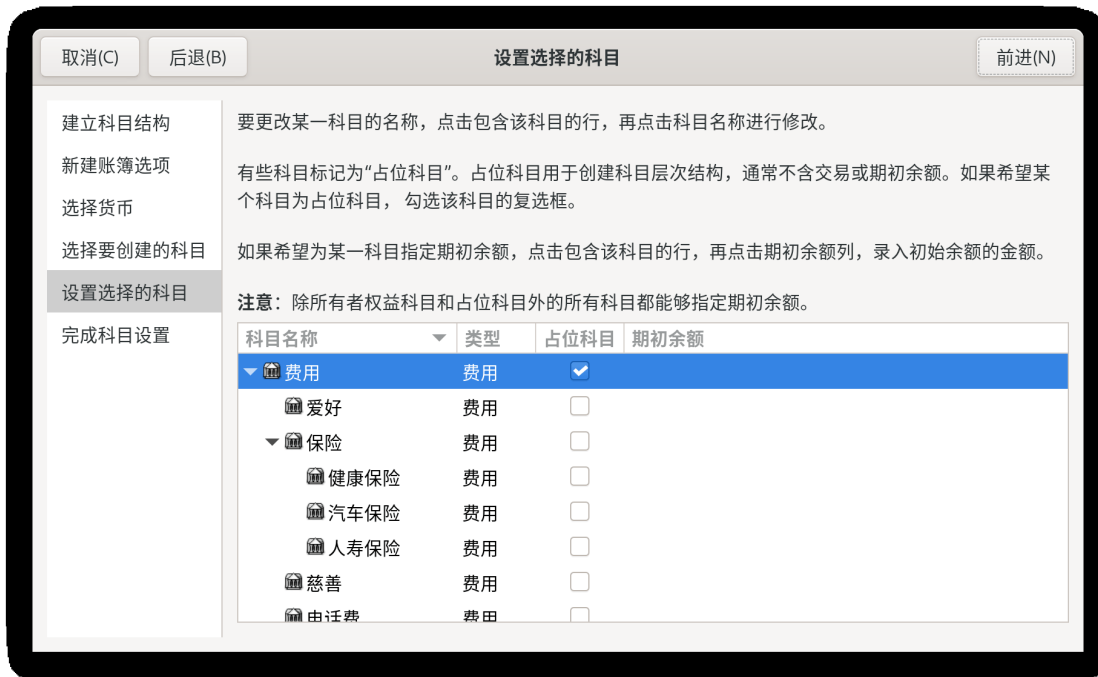 取消(C) 后退(B) 设置选择的科目 前进(N)
建立科目结构
新建账簿选项
选择货币
选择要创建的科目
设置选择的科目
完成科目设置
要更改某一科目的名称，点击包含该科目的行，再点击科目名称进行修改。
有些科目标记为“占位科目”。占位科目用于创建科目层次结构，通常不含交易或期初余额。如果希望某
个科目为占位科目， 勾选该科目的复选框。
如果希望为某一科目指定期初余额，点击包含该科目的行，再点击期初余额列，录入初始余额的金额。
注意：除所有者权益科目和占位科目外的所有科目都能够指定期初余额。
科目名称 类型 占位科目 期初余额
费用 费用
爱好 费用
保险 费用
健康保险 费用
汽车保险 费用
人寿保险 费用
慈善 费用
电话费 费用